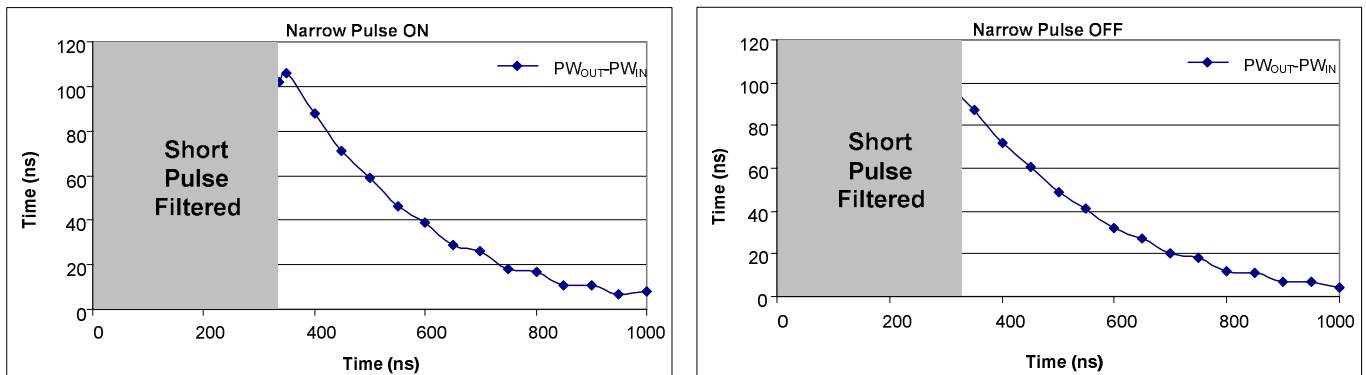 Narrow Pulse ON
120
100
80
60
40
20
0
Time (ns)
PWOUT-PWIN
Short
Pulse
Filtered
0 200 400 600 800 1000
Time (ns)
Narrow Pulse OFF
120
100
80
60
40
20
0
Time (ns)
PWOUT-PWIN
Short
Pulse
Filtered
0 200 400 600 800 1000
Time (ns)